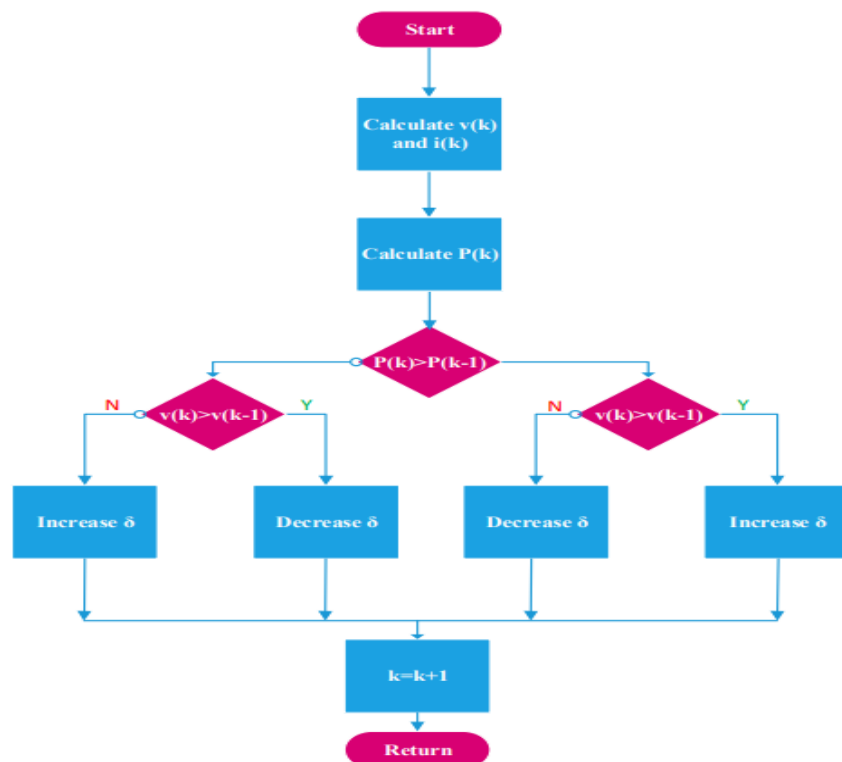 Start
Calculate v(k)
and i(k)
Calculate P(k)
P(k)>P(k-1)
N
v(k)>v(k-1)
Y
N
v(k)>v(k-1)
Y
Increase δ
Decrease δ
Decrease δ
Increase δ
k=k+1
Return